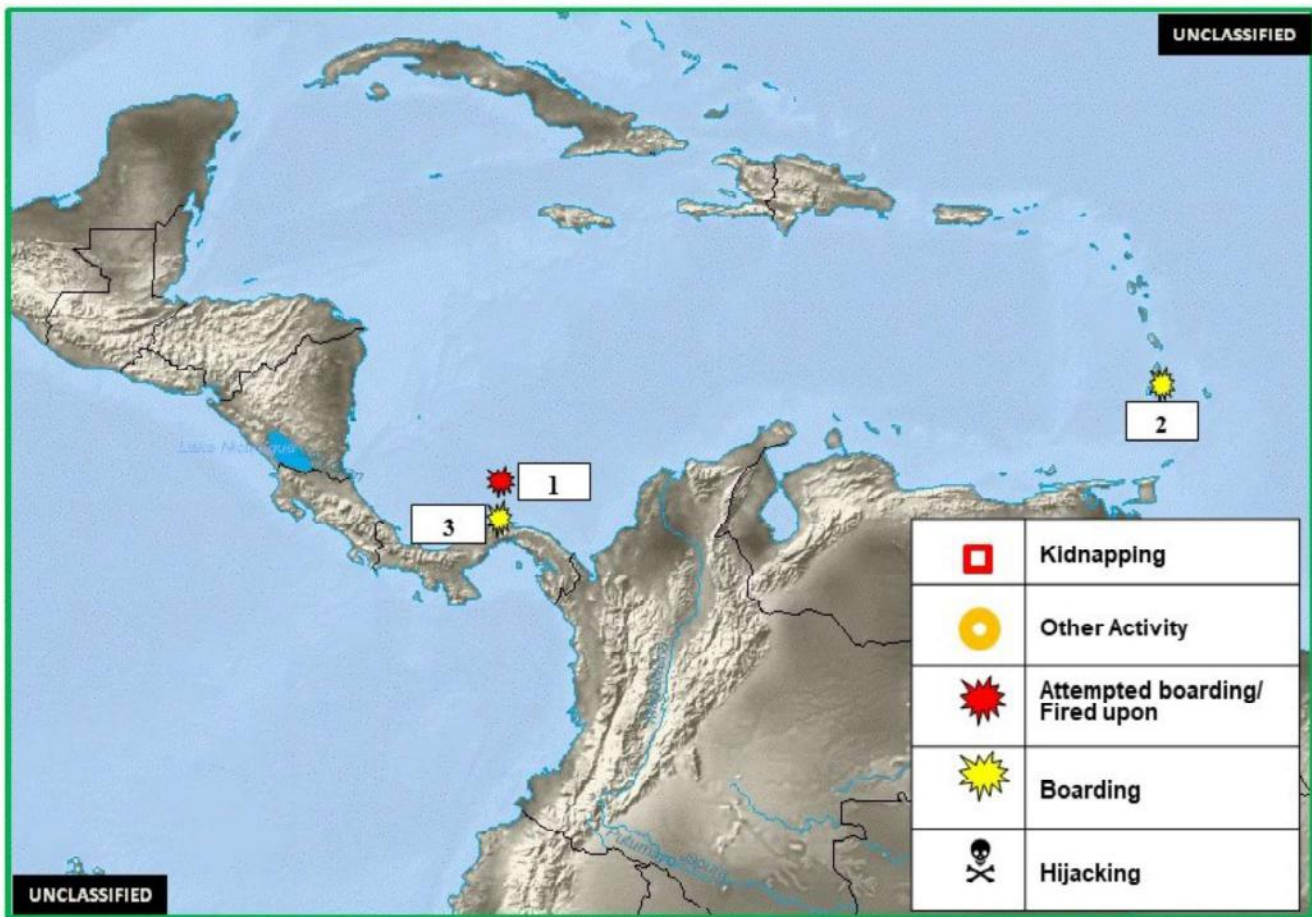 UNCLASSIFIED
2
1
3
Kidnapping
Other Activity
Attempted boarding/
Fired upon
Boarding
Hijacking
UNCLASSIFIED